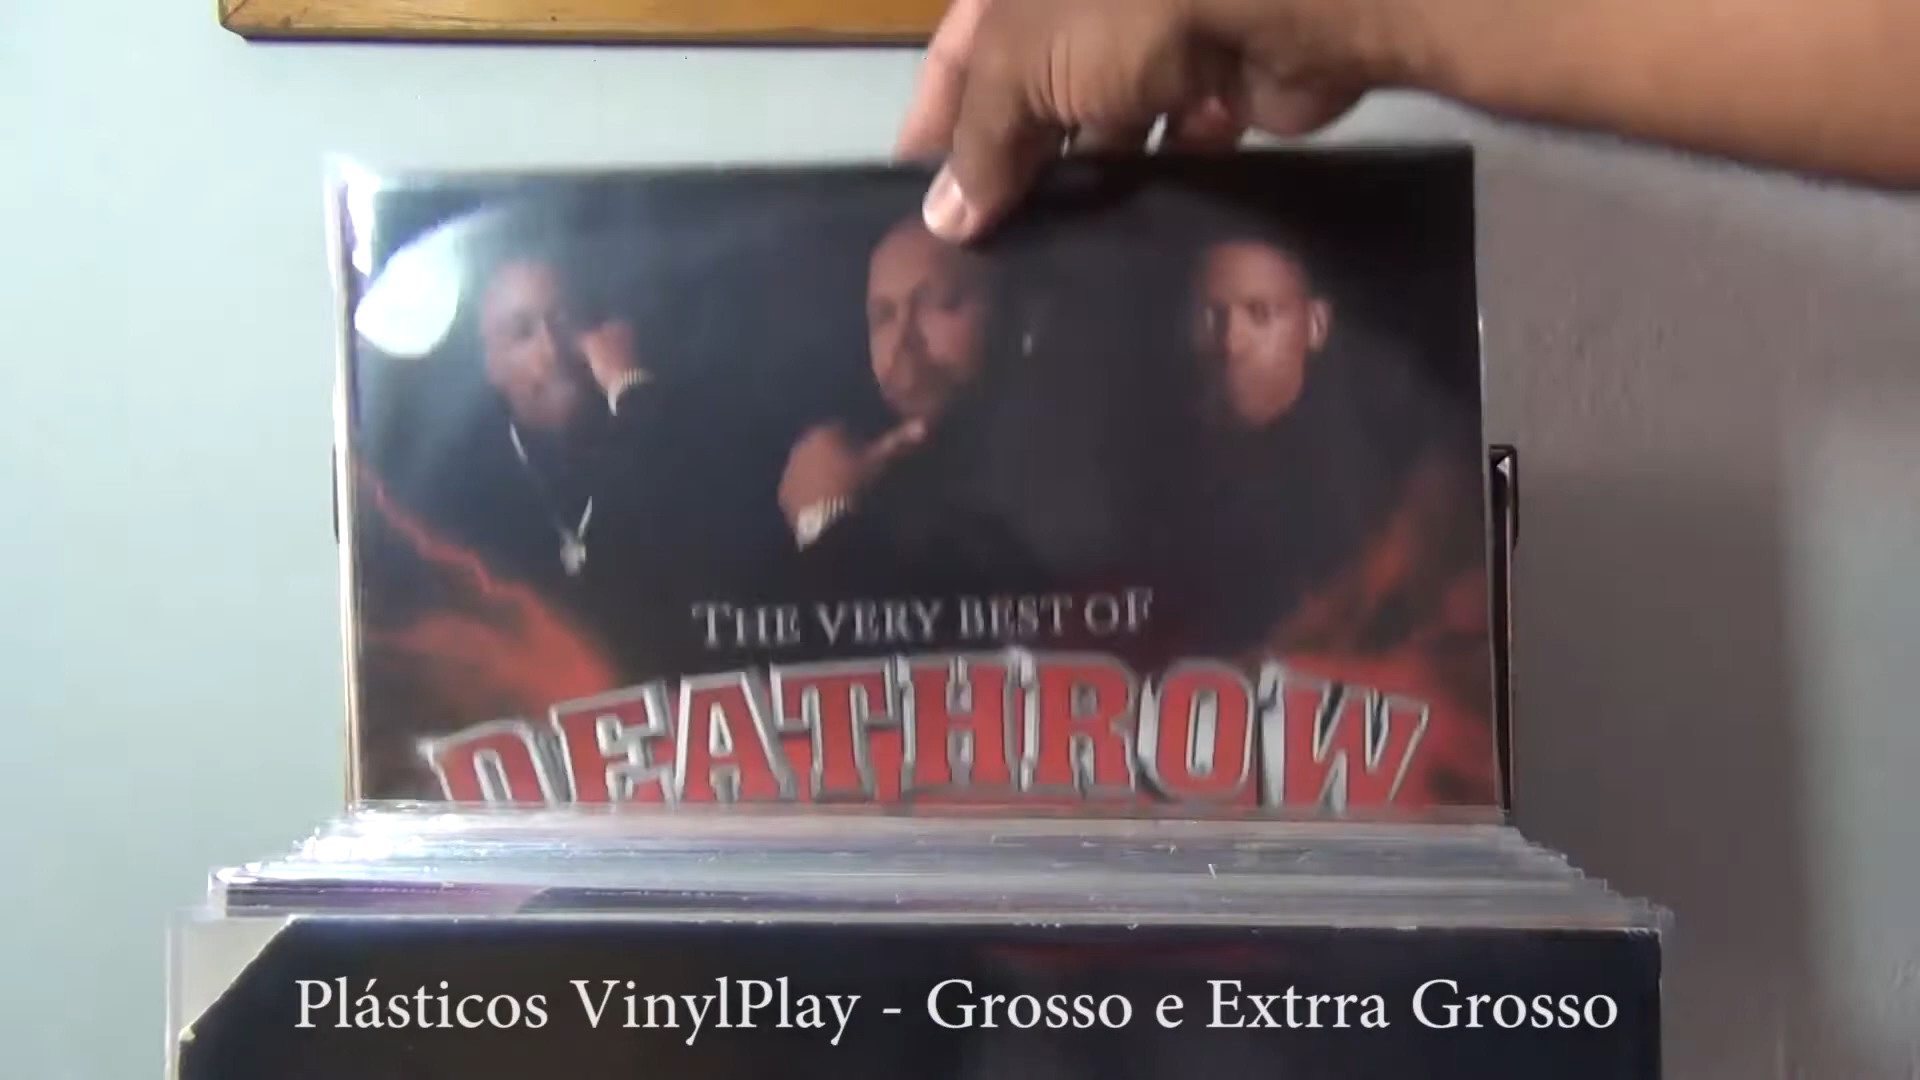 THE VERY BEST OF
DEATHROW
Plásticos VinylPlay - Grosso e Extrra Grosso